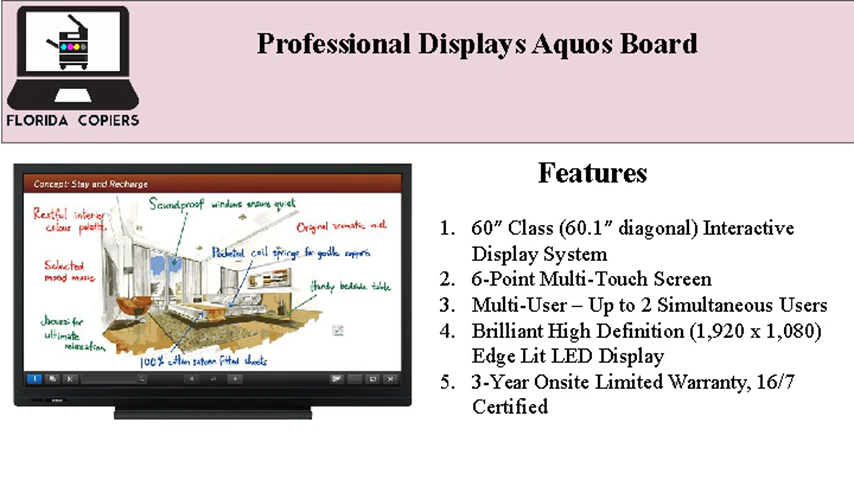 Professional Displays Aquos Board
FLORIDA COPIERS
Features
1. 60″ Class (60.1″ diagonal) Interactive
Display System
2. 6-Point Multi-Touch Screen
3. Multi-User – Up to 2 Simultaneous Users
4. Brilliant High Definition (1,920 x 1,080)
Edge Lit LED Display
5. 3-Year Onsite Limited Warranty, 16/7
Certified
Concept: Stay and Recharge
Soundproof windows ensure quiet
Restful interior
colour palette
Original aromatic mist
Pocketed coil springs for gentle support
Selected
mood music
Handy bedside table
for
ultimate
relaxation
100% cotton sateen fitted sheets